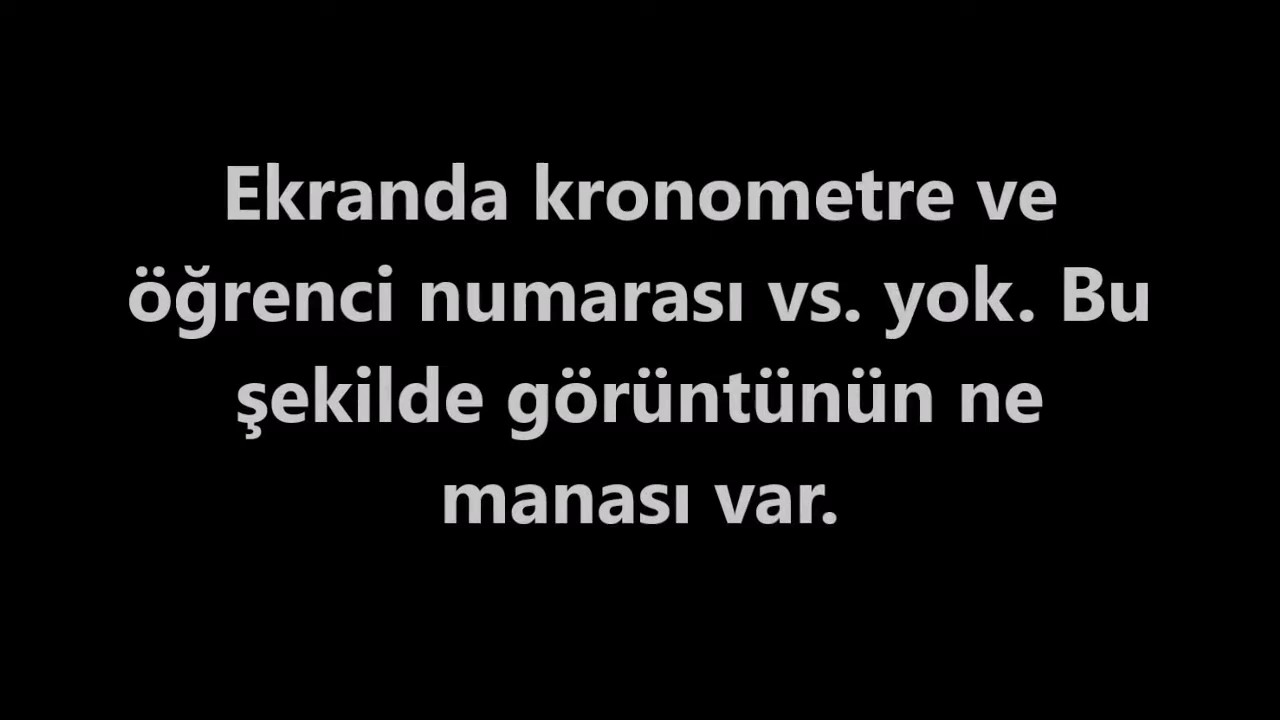 Ekranda kronometre ve
öğrenci numarası vs. yok. Bu
şekilde görüntünün ne
manası var.